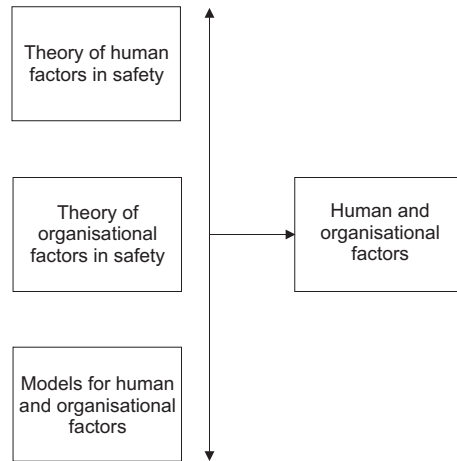 Theory of human
factors in safety
Theory of
organisational
factors in safety
Human and
organisational
factors
Models for human
and organisational
factors